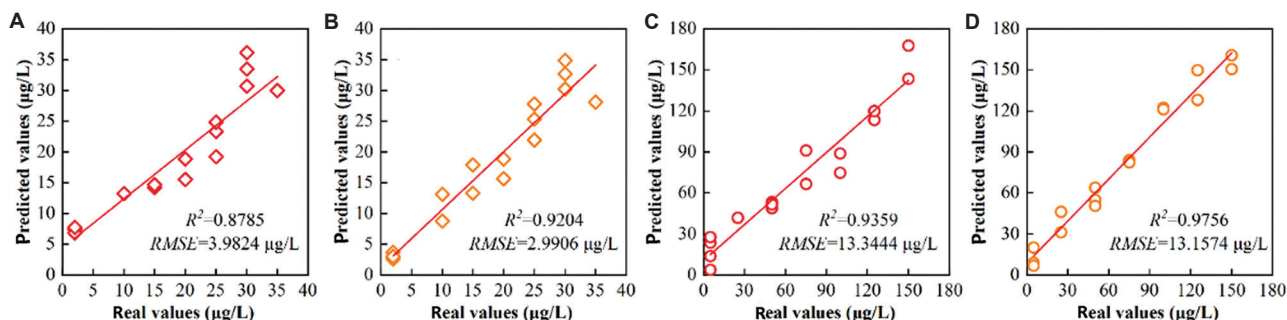 A
Predicted values (μg/L)
40
35
30
25
20
15
10
5
0
0 5 10 15 20 25 30 35 40
Real values (μg/L)
R²=0.8785
RMSE=3.9824 μg/L
B
Predicted values (μg/L)
40
35
30
25
20
15
10
5
0
0 5 10 15 20 25 30 35 40
Real values (μg/L)
R²=0.9204
RMSE=2.9906 μg/L
C
Predicted values (μg/L)
180
150
120
90
60
30
0
0 30 60 90 120 150 180
Real values (μg/L)
R²=0.9359
RMSE=13.3444 μg/L
D
Predicted values (μg/L)
180
150
120
90
60
30
0
0 30 60 90 120 150 180
Real values (μg/L)
R²=0.9756
RMSE=13.1574 μg/L